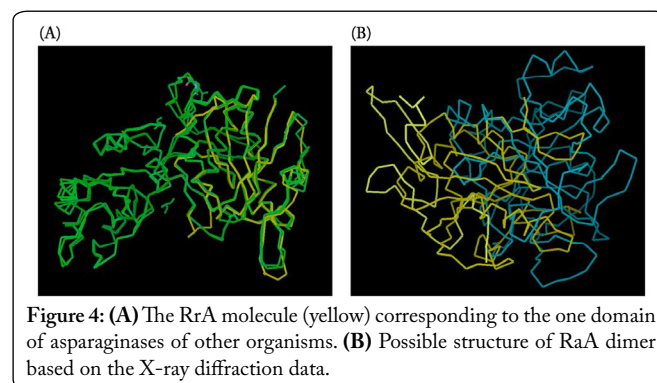 (A)
(B)
Figure 4: (A) The RrA molecule (yellow) corresponding to the one domain
of asparaginases of other organisms. (B) Possible structure of RaA dimer
based on the X-ray diffraction data.